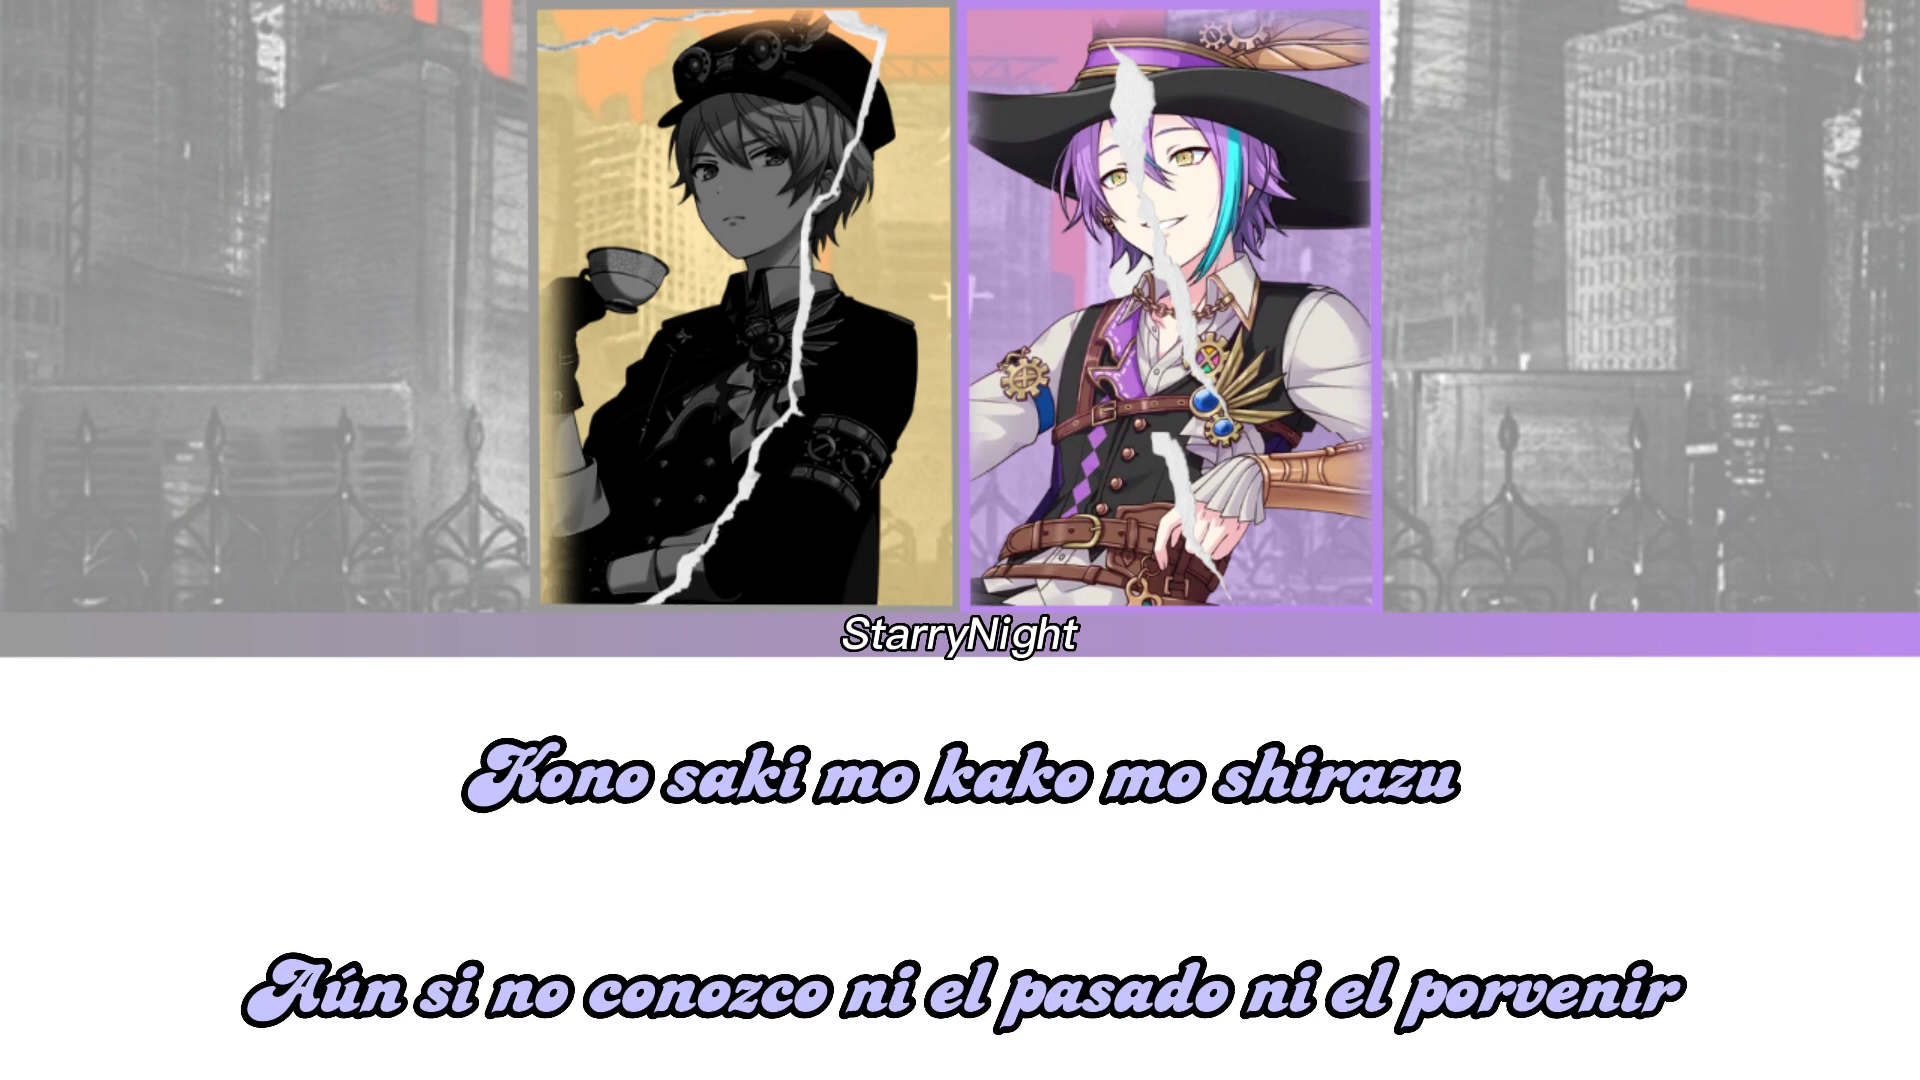 StarryNight
Kono saki mo kako mo shirazu
Aún si no conozco ni el pasado ni el porvenir